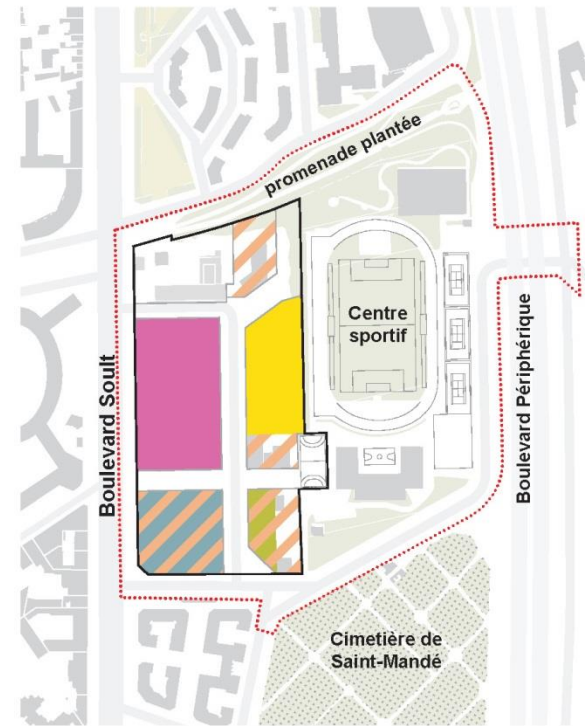 promenade plantée
Centre
sportif
Boulevard Soult
Boulevard Périphérique
Cimetière de
Saint-Mandé